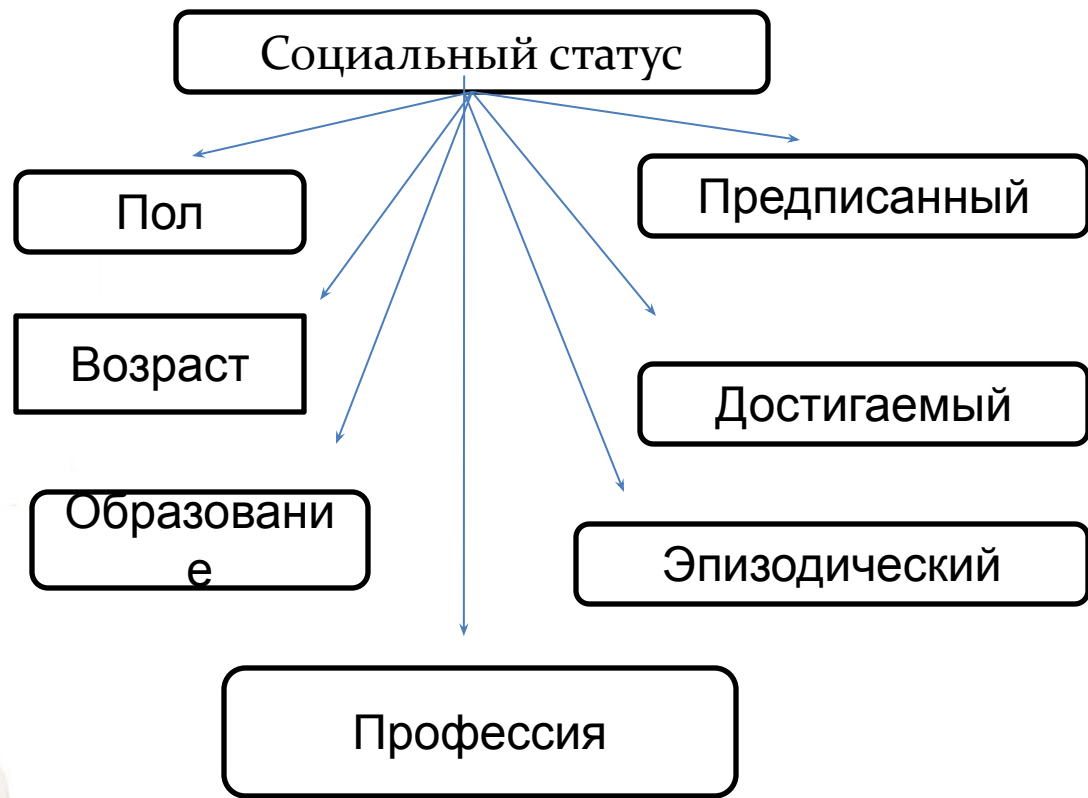 Социальный статус
Пол
Предписанный
Возраст
Достигаемый
Образовани
е
Эпизодический
Профессия